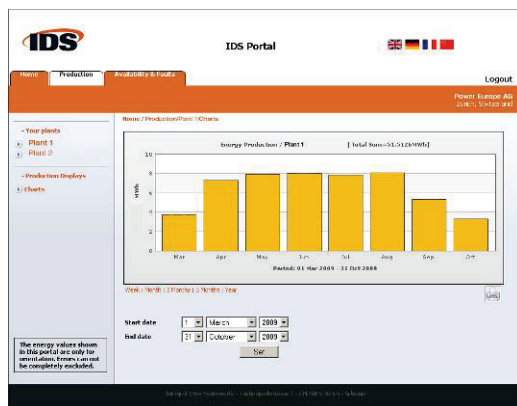 IDS
IDS Portal
Home
Production
Availability & Faults
Logout
Power Europe AG
Zürich, Switzerland
Home / Production/Plant 1/Charts
- Your plants
Plant 1
Plant 2
- Production Displays
Charts
Energy Production / Plant 1
[ Total Sum=51.5126MWh]
MWh
10
8
6
4
2
0
Mar Apr May Jun Jul Aug Sep Oct
Period: 01 Mar 2009 - 31 Oct 2009
Week | Month | 3 Months | 6 Months | Year
Start date 1 March 2009
End date 31 October 2009
Set
The energy values shown
in this portal are only for
orientation. Errors can not
be completely excluded.